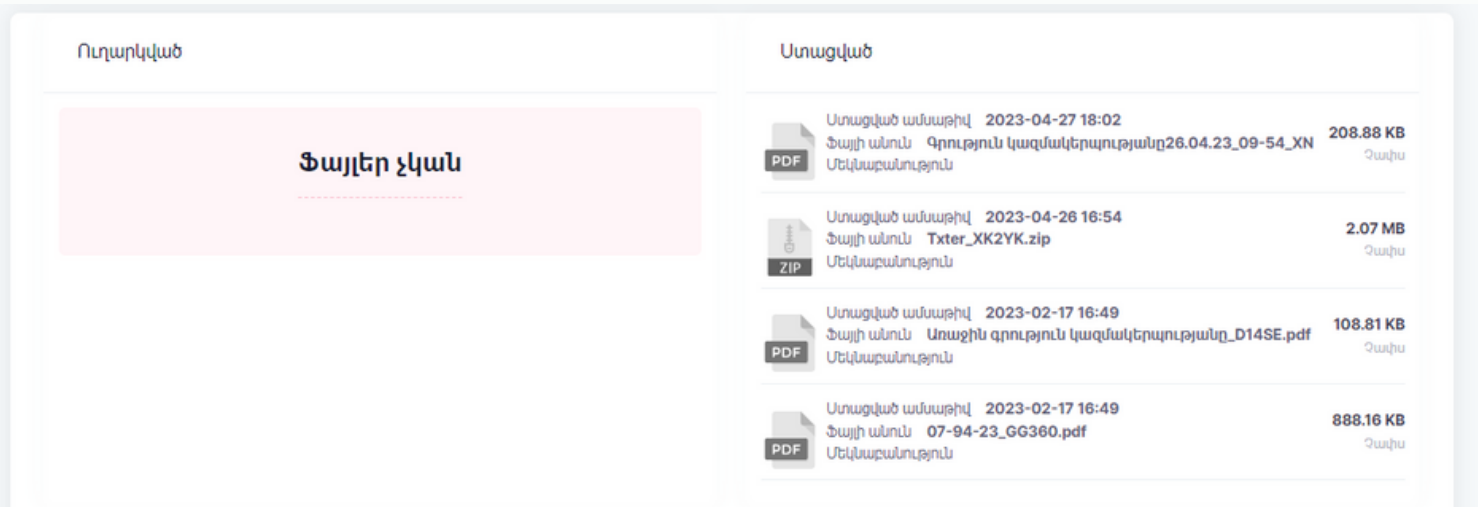 Ուղարկված
Ֆայլեր չկան
Ստացված
Ստացված ամսաթիվ 2023-04-27 18:02
Ֆայլի անուն Գրություն կազմակերպությանը26.04.23_09-54_XN
Մեկնաբանություն
208.88 KB
Չափս
PDF
Ստացված ամսաթիվ 2023-04-26 16:54
Ֆայլի անուն Txter_XK2YK.zip
Մեկնաբանություն
2.07 MB
Չափս
ZIP
Ստացված ամսաթիվ 2023-02-17 16:49
Ֆայլի անուն Առաջին գրություն կազմակերպությանը_D14SE.pdf
Մեկնաբանություն
108.81 KB
Չափս
PDF
Ստացված ամսաթիվ 2023-02-17 16:49
Ֆայլի անուն 07-94-23_GG360.pdf
Մեկնաբանություն
888.16 KB
Չափս
PDF